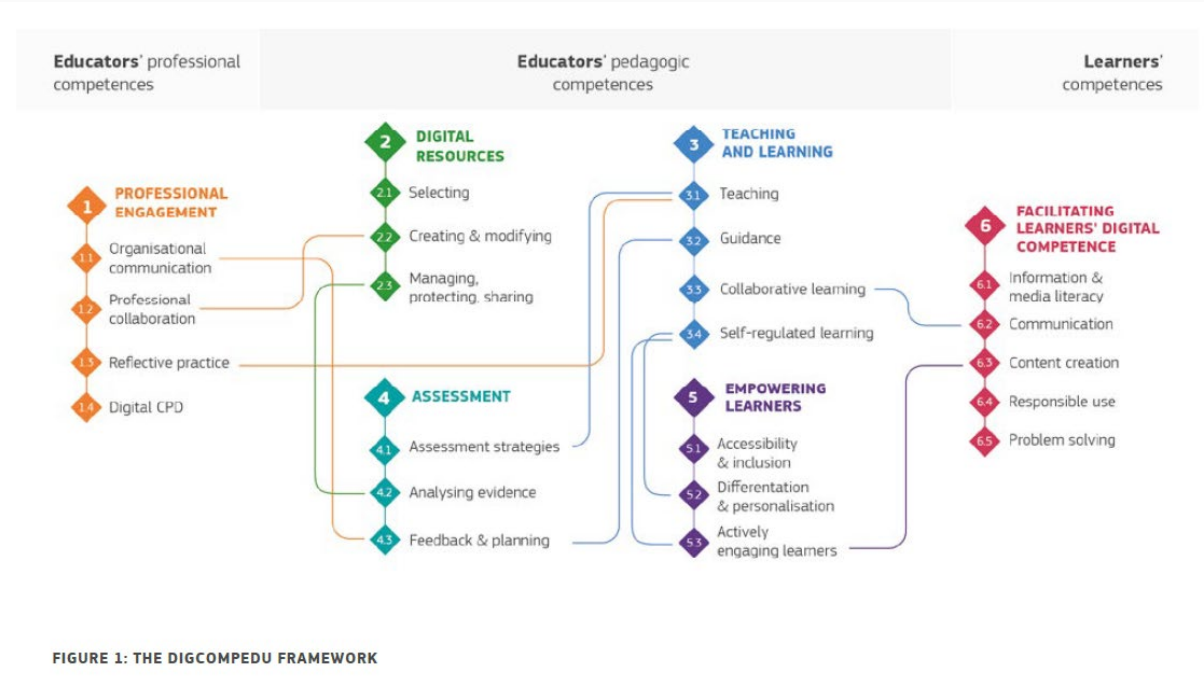 Educators' professional
competences
Educators' pedagogic
competences
Learners'
competences
1
PROFESSIONAL
ENGAGEMENT
1.1
Organisational
communication
1.2
Professional
collaboration
1.3
Reflective practice
1.4
Digital CPD
2
DIGITAL
RESOURCES
2.1
Selecting
2.2
Creating & modifying
2.3
Managing,
protecting, sharing
3
TEACHING
AND LEARNING
3.1
Teaching
3.2
Guidance
3.3
Collaborative learning
3.4
Self-regulated learning
4
ASSESSMENT
4.1
Assessment strategies
4.2
Analysing evidence
4.3
Feedback & planning
5
EMPOWERING
LEARNERS
5.1
Accessibility
& inclusion
5.2
Differentation
& personalisation
5.3
Actively
engaging learners
6
FACILITATING
LEARNERS' DIGITAL
COMPETENCE
6.1
Information &
media literacy
6.2
Communication
6.3
Content creation
6.4
Responsible use
6.5
Problem solving
FIGURE 1: THE DIGCOMPEDU FRAMEWORK